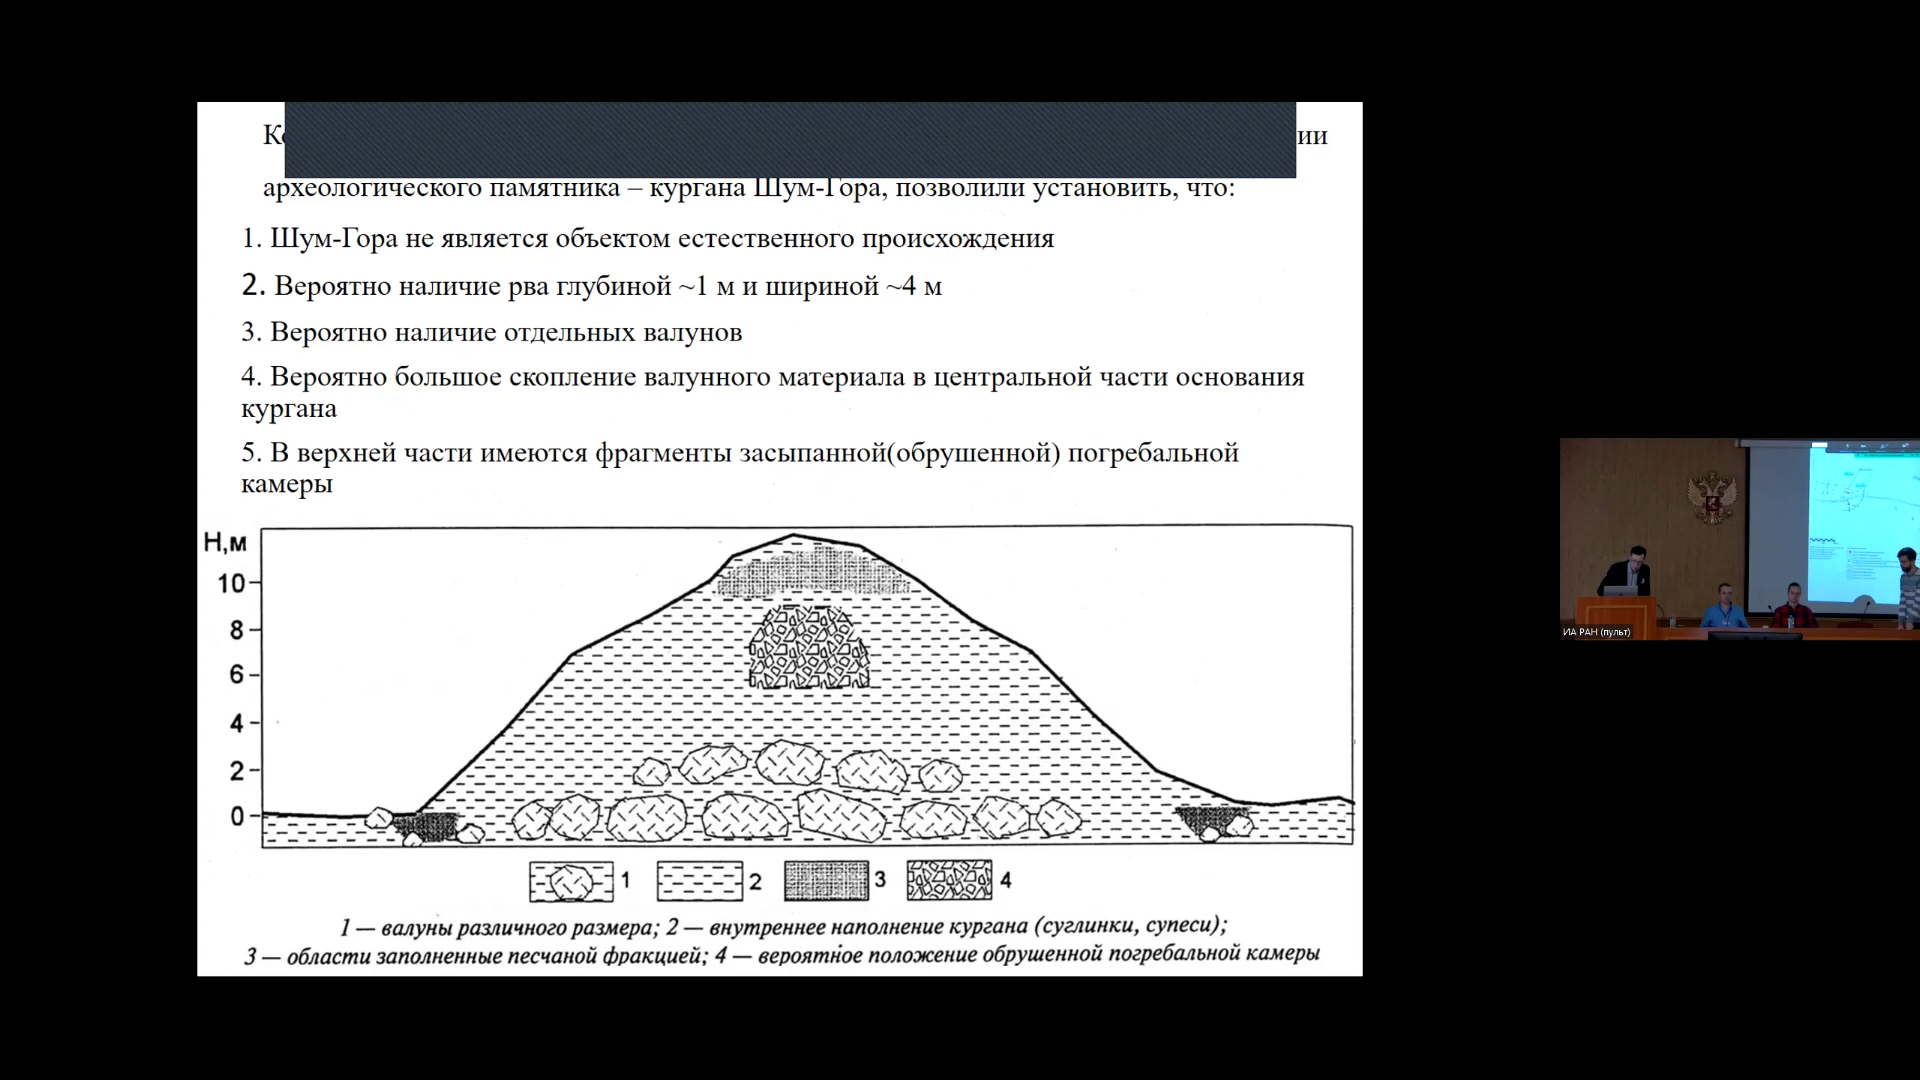 археологического памятника – кургана Шум-Гора, позволили установить, что:
1. Шум-Гора не является объектом естественного происхождения
2. Вероятно наличие рва глубиной ~1 м и шириной ~4 м
3. Вероятно наличие отдельных валунов
4. Вероятно большое скопление валунного материала в центральной части основания
кургана
5. В верхней части имеются фрагменты засыпанной(обрушенной) погребальной
камеры
Н,м
10
8
6
4
2
0
1 2 3 4
1 — валуны различного размера; 2 — внутреннее наполнение кургана (суглинки, супеси);
3 — области заполненные песчаной фракцией; 4 — вероятное положение обрушенной погребальной камеры
ИА РАН (пульт)